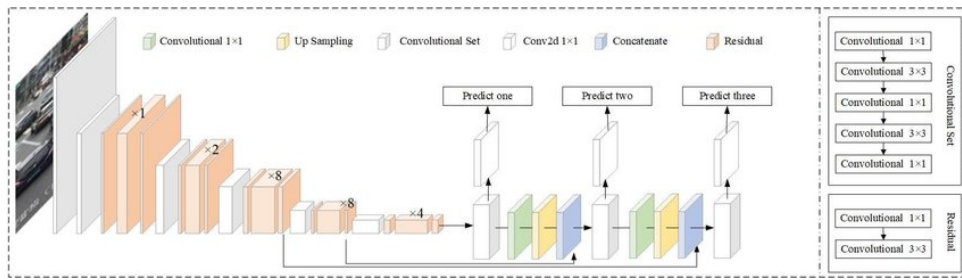 Convolutional 1×1
Up Sampling
Convolutional Set
Conv2d 1×1
Concatenate
Residual
×1
×2
×8
×8
×4
Predict one
Predict two
Predict three
Convolutional 1×1
Convolutional 3×3
Convolutional 1×1
Convolutional 3×3
Convolutional 1×1
Convolutional Set
Convolutional 1×1
Convolutional 3×3
Residual